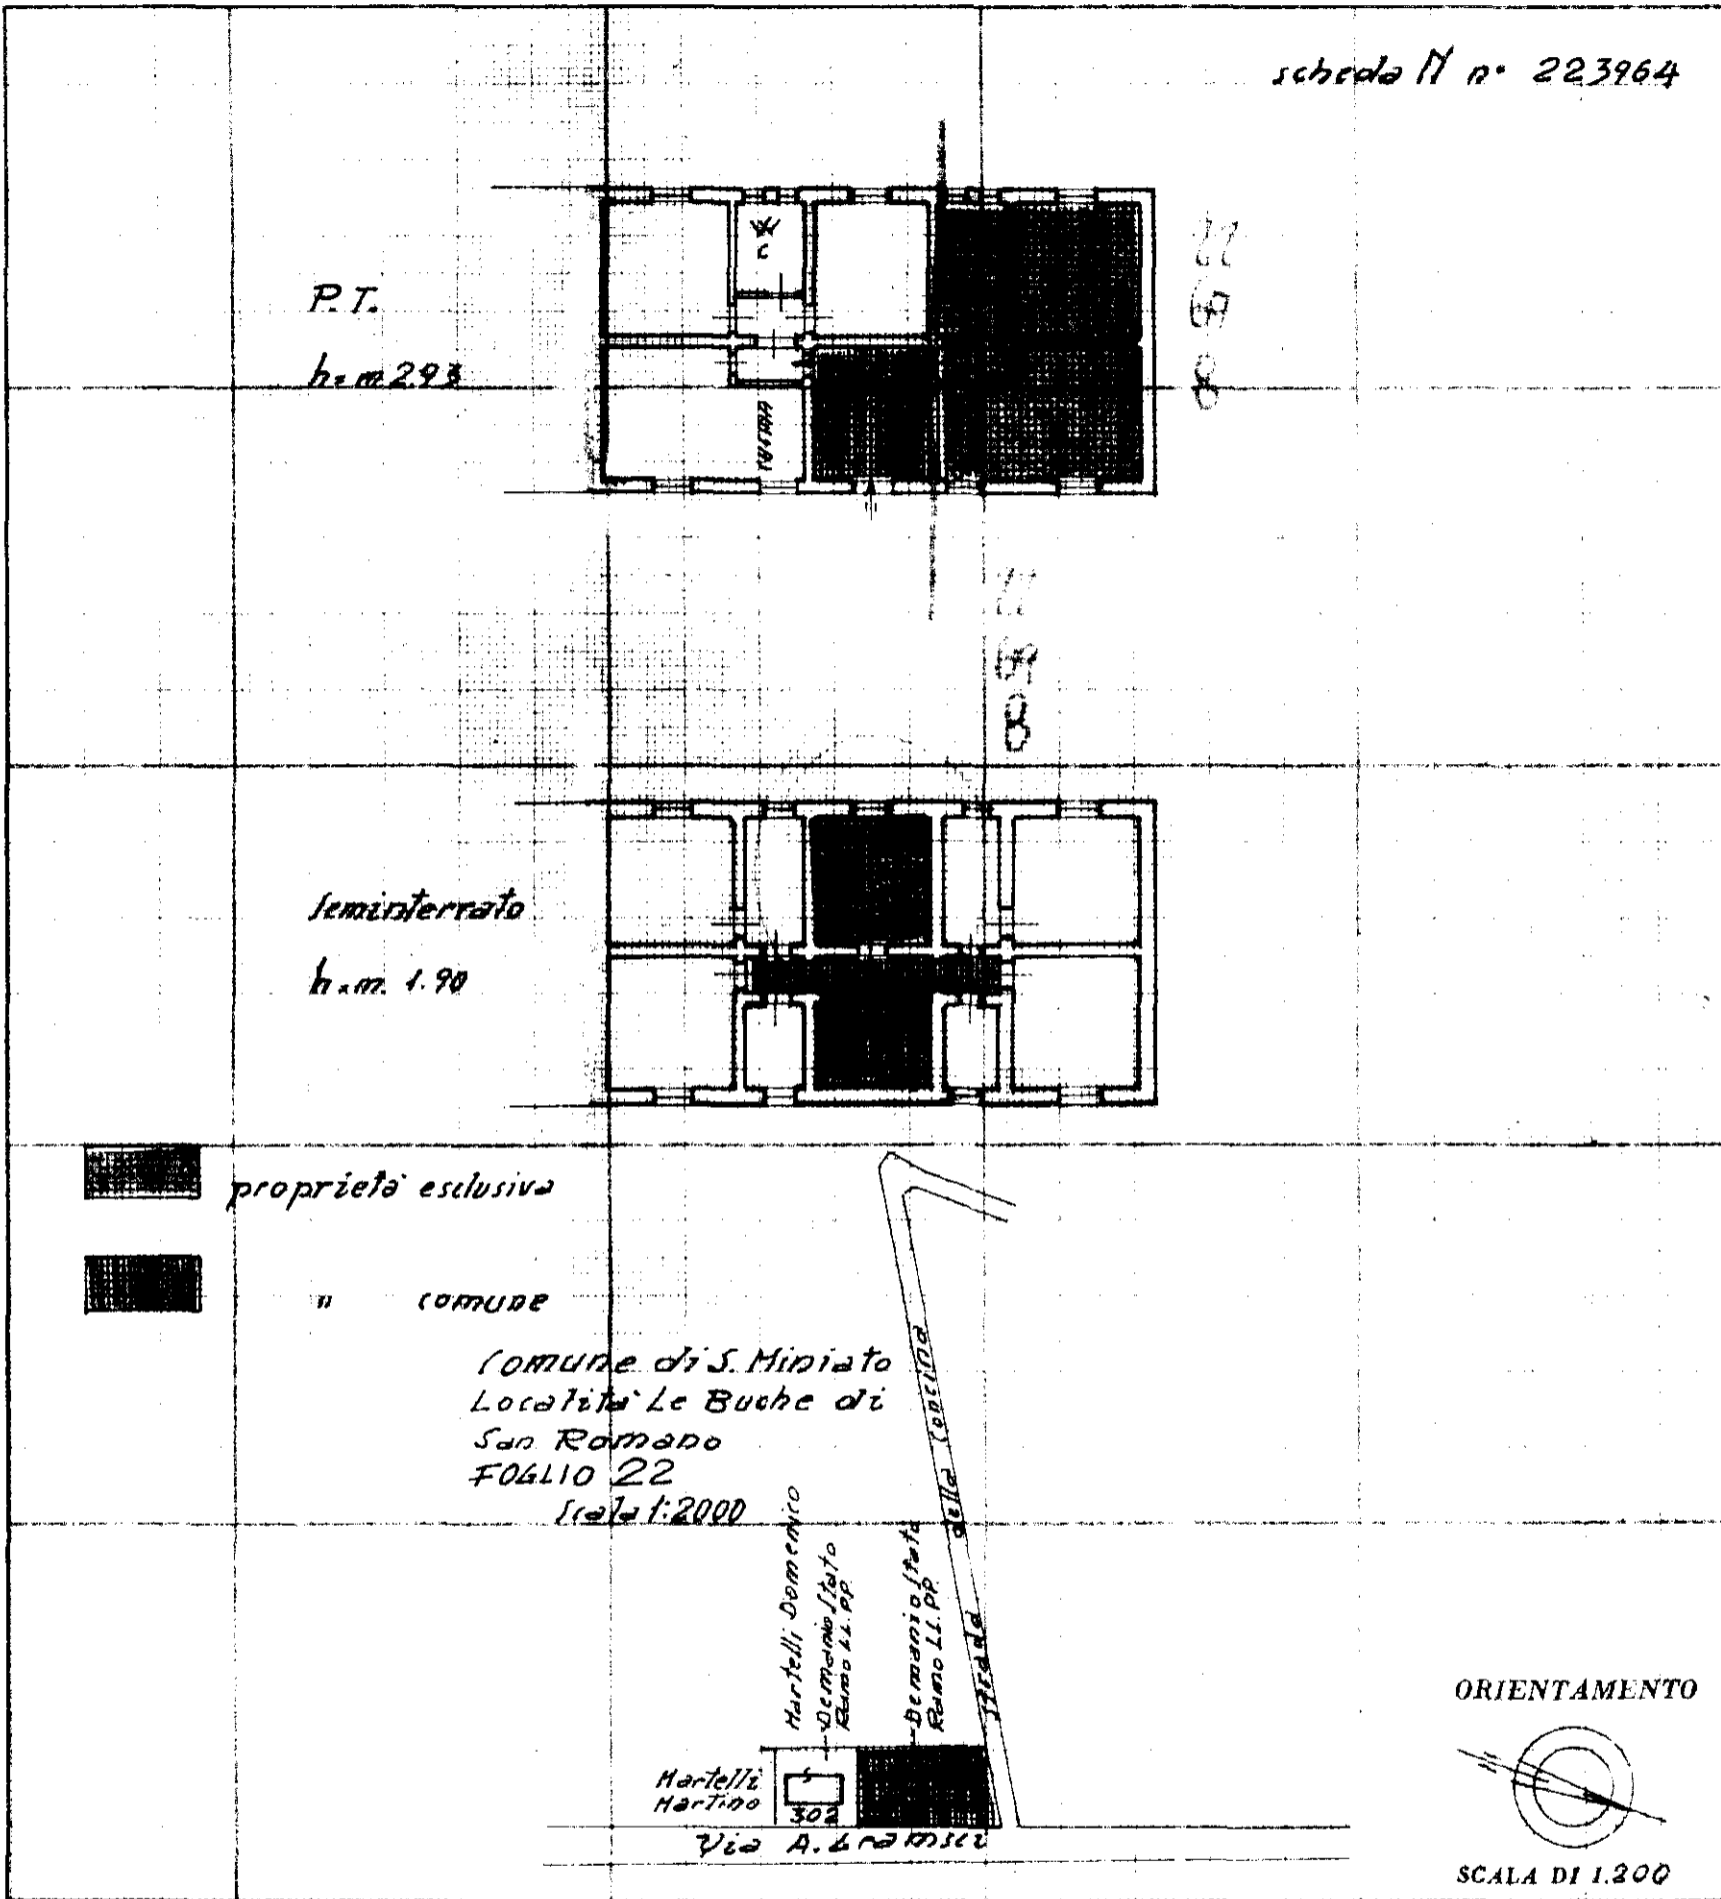 scheda N n° 223964
P.T.
h = m 2.93
proprietà esclusiva
Seminterrato
h = m. 1.90
" comune
Comune di S. Miniato
Località Le Buche di
San Romano
FOGLIO 22
Scala 1:2000
Martelli Domenico
Demanio Stato
Ramo LL.PP.
Demanio Stato
Ramo LL.PP.
Strada della Concina
Martelli
Martino
302
Via A. Gramsci
ORIENTAMENTO
SCALA DI 1.200